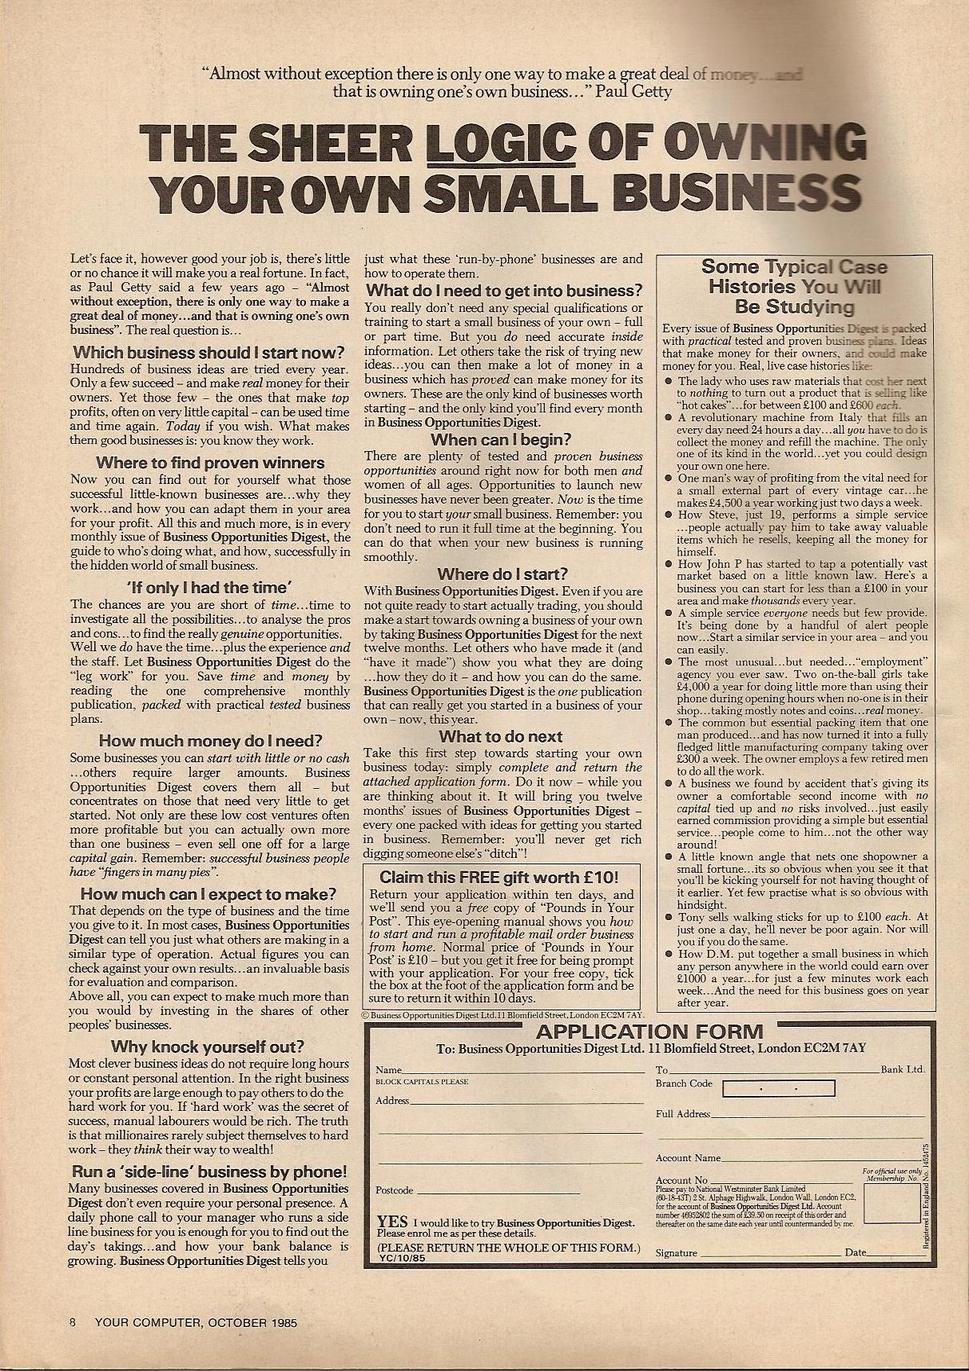 "Almost without exception there is only one way to make a great deal of money...and
that is owning one's own business..." Paul Getty
THE SHEER LOGIC OF OWNING
YOUR OWN SMALL BUSINESS
Let's face it, however good your job is, there's little
or no chance it will make you a real fortune. In fact,
as Paul Getty said a few years ago – "Almost
without exception, there is only one way to make a
great deal of money...and that is owning one's own
business". The real question is...
Which business should I start now?
Hundreds of business ideas are tried every year.
Only a few succeed – and make real money for their
owners. Yet those few – the ones that make top
profits, often on very little capital – can be used time
and time again. Today if you wish. What makes
them good businesses is: you know they work.
Where to find proven winners
Now you can find out for yourself what those
successful little-known businesses are...why they
work...and how you can adapt them in your area
for your profit. All this and much more, is in every
monthly issue of Business Opportunities Digest, the
guide to who's doing what, and how, successfully in
the hidden world of small business.
'If only I had the time'
The chances are you are short of time...time to
investigate all the possibilities...to analyse the pros
and cons...to find the really genuine opportunities.
Well we do have the time...plus the experience and
the staff. Let Business Opportunities Digest do the
"leg work" for you. Save time and money by
reading the one comprehensive monthly
publication, packed with practical tested business
plans.
How much money do I need?
Some businesses you can start with little or no cash
...others require larger amounts. Business
Opportunities Digest covers them all – but
concentrates on those that need very little to get
started. Not only are these low cost ventures often
more profitable but you can actually own more
than one business – even sell one off for a large
capital gain. Remember: successful business people
have "fingers in many pies".
How much can I expect to make?
That depends on the type of business and the time
you give to it. In most cases, Business Opportunities
Digest can tell you just what others are making in a
similar type of operation. Actual figures you can
check against your own results...an invaluable basis
for evaluation and comparison.
Above all, you can expect to make much more than
you would by investing in the shares of other
peoples' businesses.
Why knock yourself out?
Most clever business ideas do not require long hours
or constant personal attention. In the right business
your profits are large enough to pay others to do the
hard work for you. If 'hard work' was the secret of
success, manual labourers would be rich. The truth
is that millionaires rarely subject themselves to hard
work – they think their way to wealth!
Run a 'side-line' business by phone!
Many businesses covered in Business Opportunities
Digest don't even require your personal presence. A
daily phone call to your manager who runs a side
line business for you is enough for you to find out the
day's takings...and how your bank balance is
growing. Business Opportunities Digest tells you
just what these 'run-by-phone' businesses are and
how to operate them.
What do I need to get into business?
You really don't need any special qualifications or
training to start a small business of your own – full
or part time. But you do need accurate inside
information. Let others take the risk of trying new
ideas...you can then make a lot of money in a
business which has proved can make money for its
owners. These are the only kind of businesses worth
starting – and the only kind you'll find every month
in Business Opportunities Digest.
When can I begin?
There are plenty of tested and proven business
opportunities around right now for both men and
women of all ages. Opportunities to launch new
businesses have never been greater. Now is the time
for you to start your small business. Remember: you
don't need to run it full time at the beginning. You
can do that when your new business is running
smoothly.
Where do I start?
With Business Opportunities Digest. Even if you are
not quite ready to start actually trading, you should
make a start towards owning a business of your own
by taking Business Opportunities Digest for the next
twelve months. Let others who have made it (and
"have it made") show you what they are doing
...how they do it – and how you can do the same.
Business Opportunities Digest is the one publication
that can really get you started in a business of your
own – now, this year.
What to do next
Take this first step towards starting your own
business today: simply complete and return the
attached application form. Do it now – while you
are thinking about it. It will bring you twelve
months' issues of Business Opportunities Digest –
every one packed with ideas for getting you started
in business. Remember: you'll never get rich
digging someone else's "ditch"!
Claim this FREE gift worth £10!
Return your application within ten days, and
we'll send you a free copy of "Pounds in Your
Post". This eye-opening manual shows you how
to start and run a profitable mail order business
from home. Normal price of 'Pounds in Your
Post' is £10 – but you get it free for being prompt
with your application. For your free copy, tick
the box at the foot of the application form and be
sure to return it within 10 days.
© Business Opportunities Digest Ltd. 11 Blomfield Street, London EC2M 7AY.
Some Typical Case
Histories You Will
Be Studying
Every issue of Business Opportunities Digest is packed
with practical tested and proven business plans. Ideas
that make money for their owners, and could make
money for you. Real, live case histories like:
● The lady who uses raw materials that cost her next
to nothing to turn out a product that is selling like
"hot cakes"...for between £100 and £600 each.
● A revolutionary machine from Italy that fills an
every day need 24 hours a day...all you have to do is
collect the money and refill the machine. The only
one of its kind in the world...yet you could design
your own one here.
● One man's way of profiting from the vital need for
a small external part of every vintage car...he
makes £4,500 a year working just two days a week.
● How Steve, just 19, performs a simple service
...people actually pay him to take away valuable
items which he resells, keeping all the money for
himself.
● How John P has started to tap a potentially vast
market based on a little known law. Here's a
business you can start for less than a £100 in your
area and make thousands every year.
● A simple service everyone needs but few provide.
It's being done by a handful of alert people
now...Start a similar service in your area – and you
can easily.
● The most unusual...but needed..."employment"
agency you ever saw. Two on-the-ball girls take
£4,000 a year for doing little more than using their
phone during opening hours when no-one is in their
shop...taking mostly notes and coins...real money.
● The common but essential packing item that one
man produced...and has now turned it into a fully
fledged little manufacturing company taking over
£300 a week. The owner employs a few retired men
to do all the work.
● A business we found by accident that's giving its
owner a comfortable second income with no
capital tied up and no risks involved...just easily
earned commission providing a simple but essential
service...people come to him...not the other way
around!
● A little known angle that nets one shopowner a
small fortune...its so obvious when you see it that
you'll be kicking yourself for not having thought of
it earlier. Yet few practise what is so obvious with
hindsight.
● Tony sells walking sticks for up to £100 each. At
just one a day, he'll never be poor again. Nor will
you if you do the same.
● How D.M. put together a small business in which
any person anywhere in the world could earn over
£1000 a year...for just a few minutes work each
week...And the need for this business goes on year
after year.
APPLICATION FORM
To: Business Opportunities Digest Ltd. 11 Blomfield Street, London EC2M 7AY
Name
BLOCK CAPITALS PLEASE
Address
Postcode
YES I would like to try Business Opportunities Digest.
Please enrol me as per these details.
(PLEASE RETURN THE WHOLE OF THIS FORM.)
YC/10/85
To Bank Ltd.
Branch Code
Full Address
Account Name
Account No
For official use only
Membership No.
Please pay to National Westminster Bank Limited
(60-18-43T) 2 St. Alphage Highwalk, London Wall, London EC2,
for the account of Business Opportunities Digest Ltd. Account
number 46952802 the sum of £39.50 on receipt of this order and
thereafter on the same date each year until countermanded by me.
Signature Date
Registered in England No. 1452475
8 YOUR COMPUTER, OCTOBER 1985